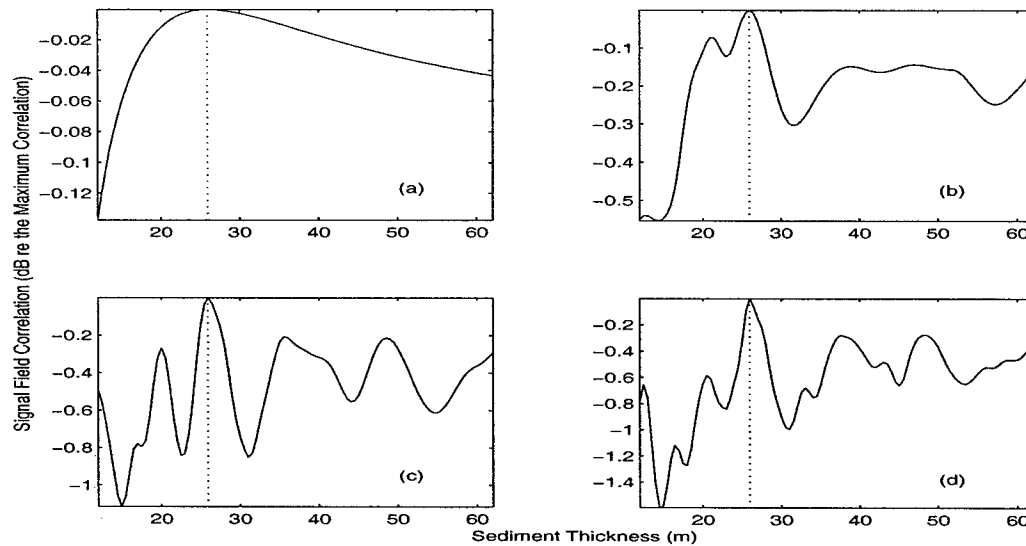 Signal Field Correlation (dB re the Maximum Correlation)
−0.02
−0.04
−0.06
−0.08
−0.1
−0.12
(a)
20 30 40 50 60
−0.1
−0.2
−0.3
−0.4
−0.5
(b)
20 30 40 50 60
−0.2
−0.4
−0.6
−0.8
−1
(c)
20 30 40 50 60
−0.2
−0.4
−0.6
−0.8
−1
−1.2
−1.4
(d)
20 30 40 50 60
Sediment Thickness (m)